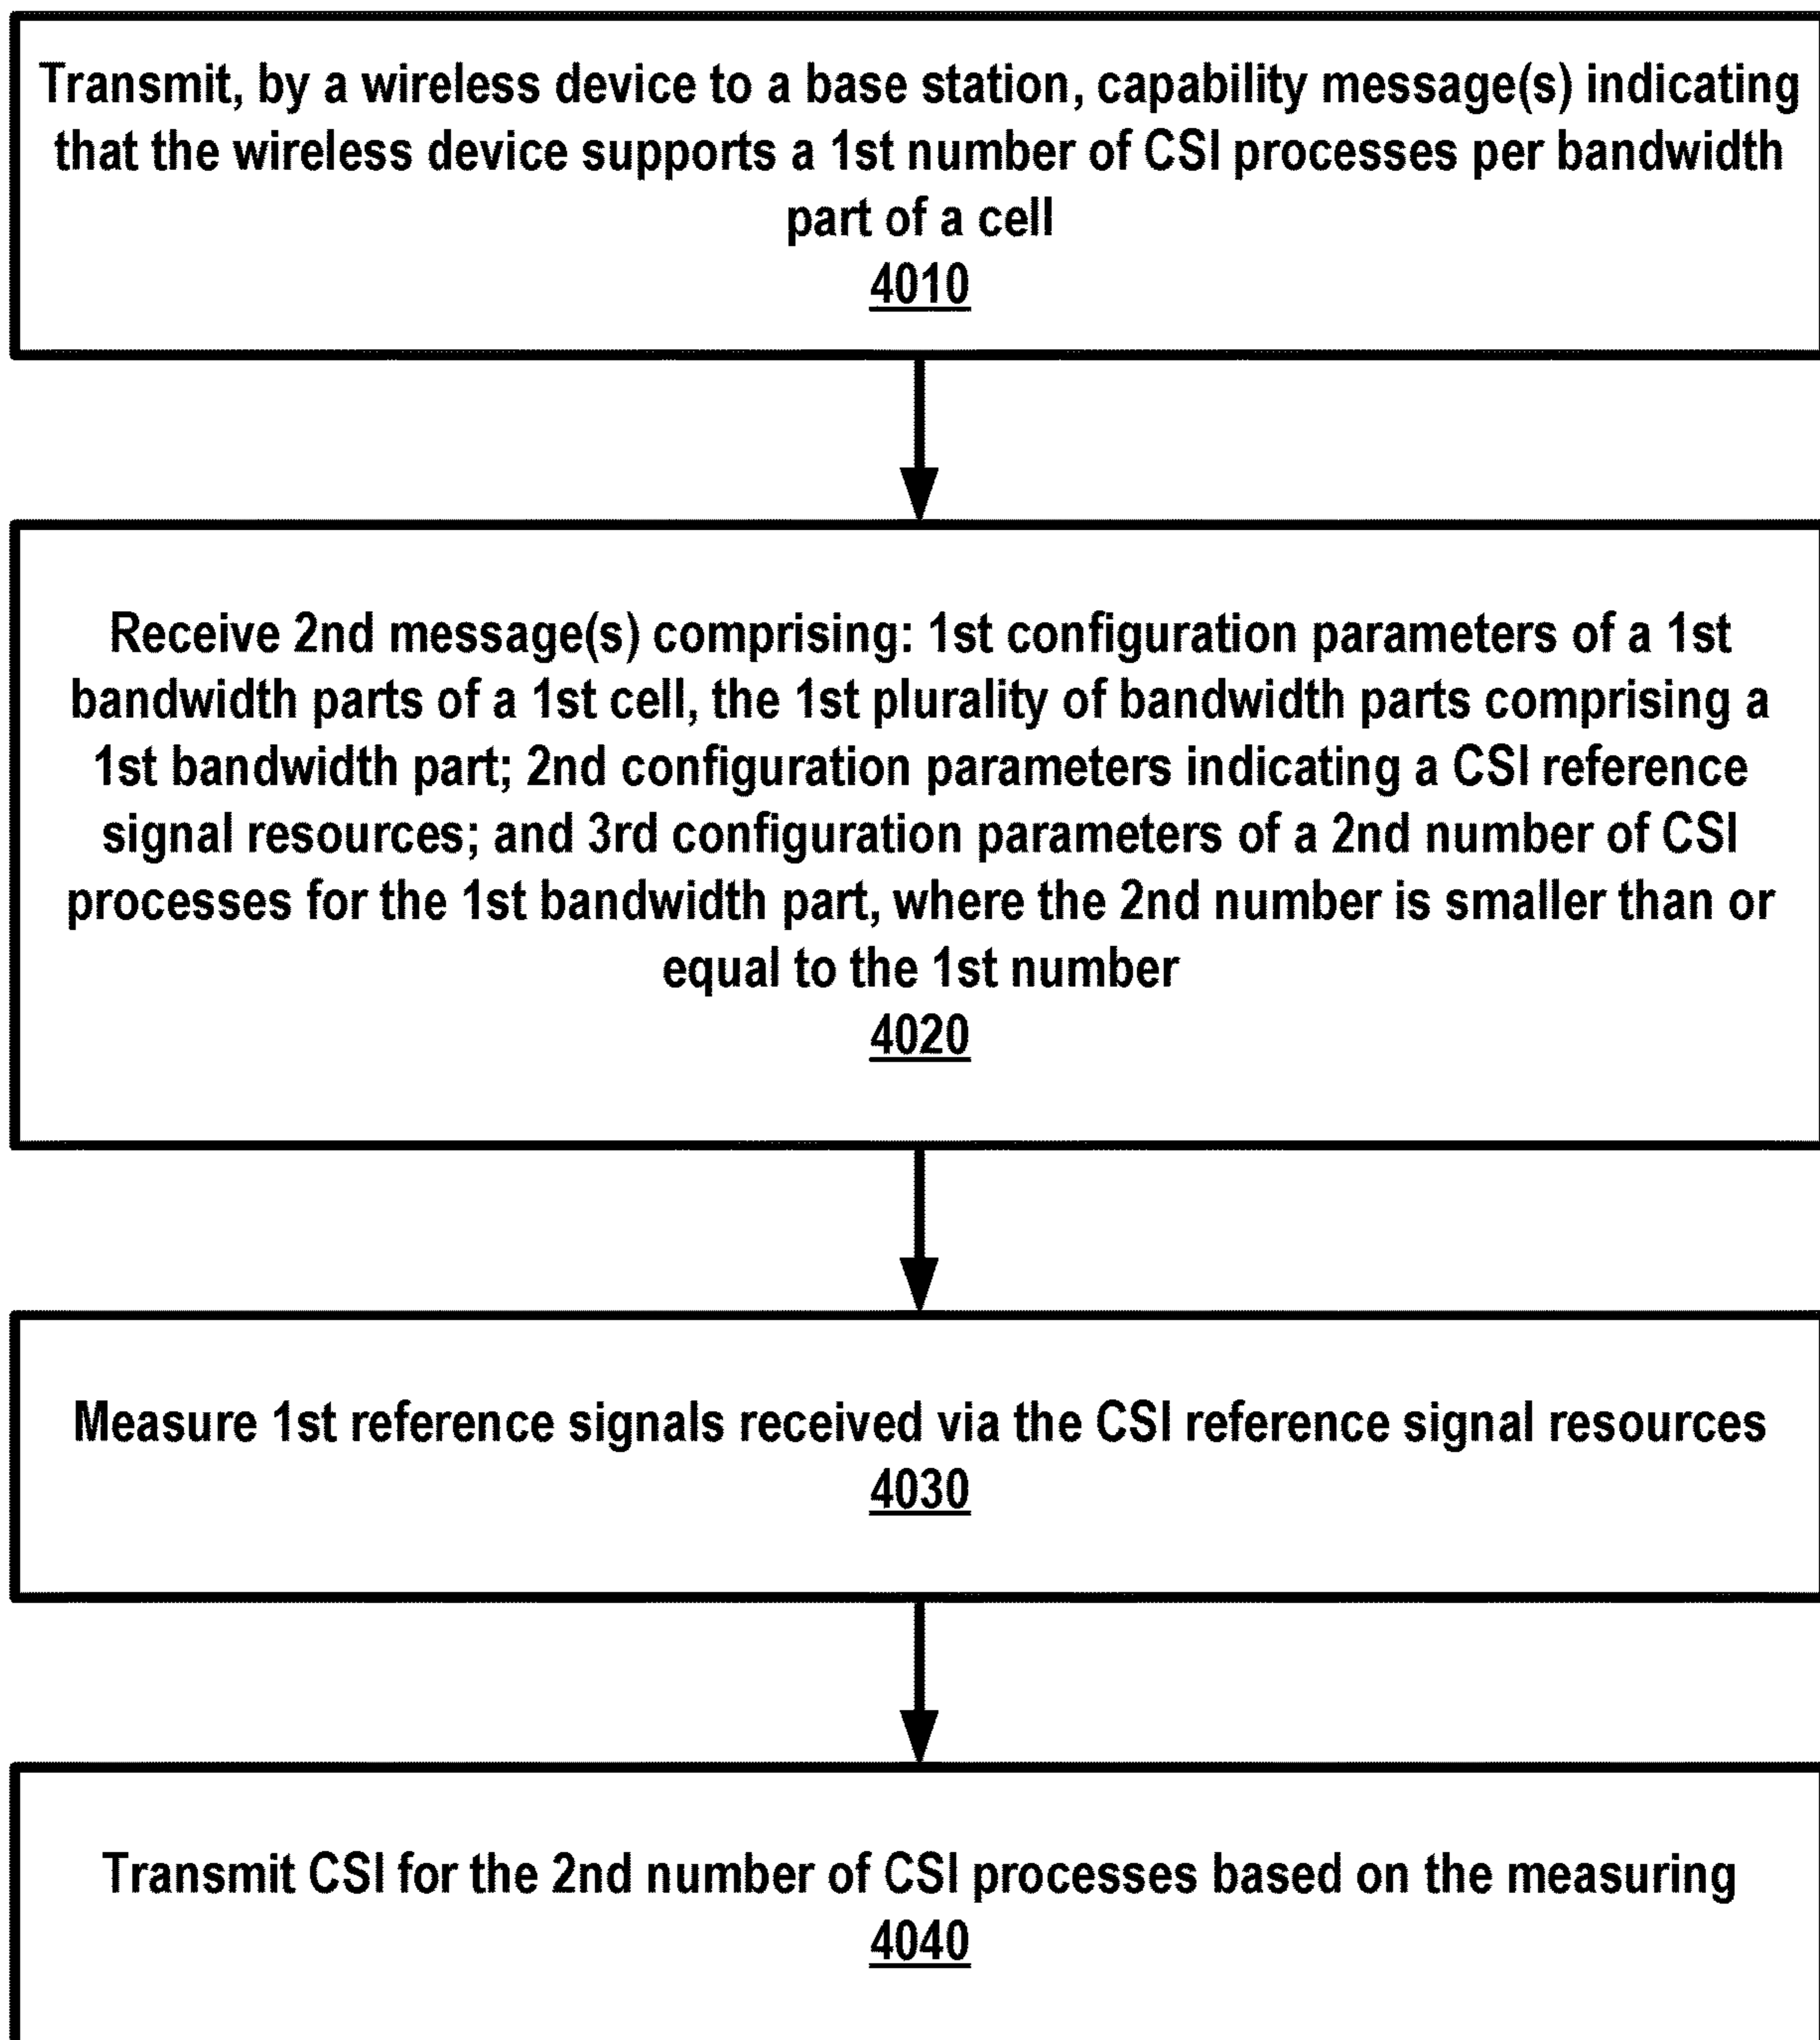 Transmit, by a wireless device to a base station, capability message(s) indicating
that the wireless device supports a 1st number of CSI processes per bandwidth
part of a cell
4010
Receive 2nd message(s) comprising: 1st configuration parameters of a 1st
bandwidth parts of a 1st cell, the 1st plurality of bandwidth parts comprising a
1st bandwidth part; 2nd configuration parameters indicating a CSI reference
signal resources; and 3rd configuration parameters of a 2nd number of CSI
processes for the 1st bandwidth part, where the 2nd number is smaller than or
equal to the 1st number
4020
Measure 1st reference signals received via the CSI reference signal resources
4030
Transmit CSI for the 2nd number of CSI processes based on the measuring
4040